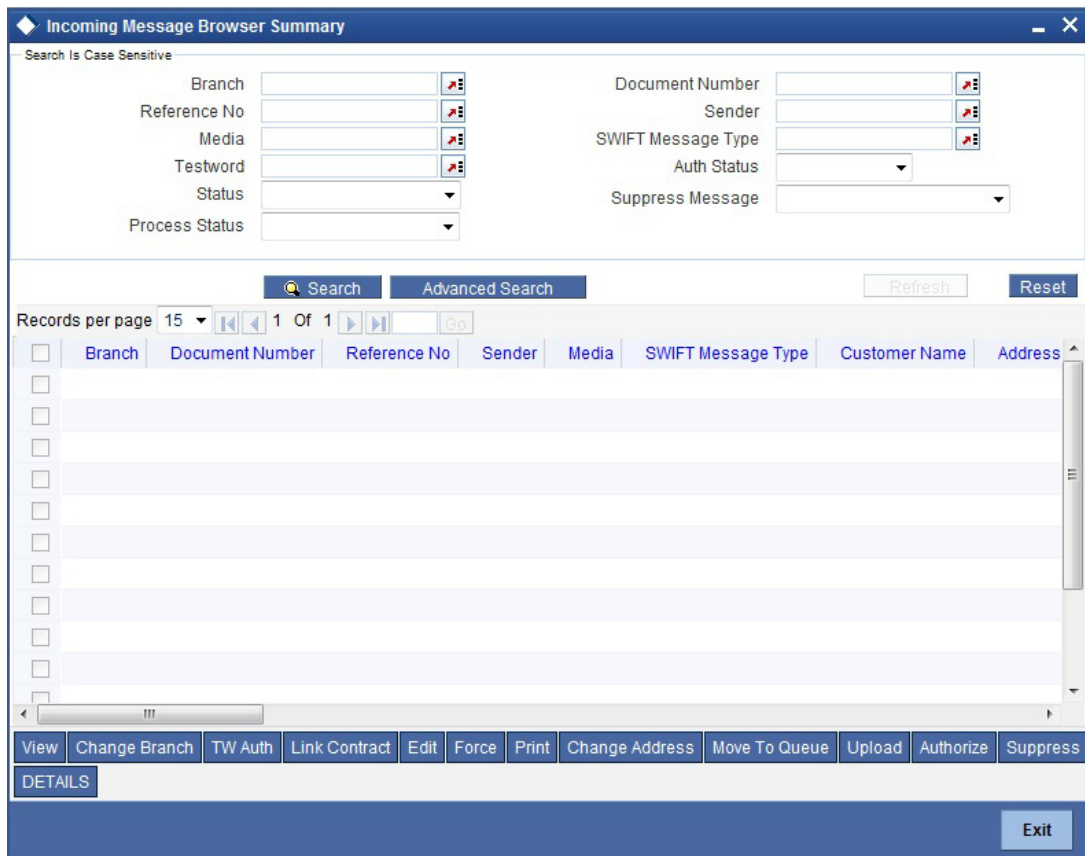 Incoming Message Browser Summary
Search Is Case Sensitive
Branch Document Number
Reference No Sender
Media SWIFT Message Type
Testword Auth Status
Status Suppress Message
Process Status
Search Advanced Search Refresh Reset
Records per page 15 1 Of 1 Go
Branch Document Number Reference No Sender Media SWIFT Message Type Customer Name Address
View Change Branch TW Auth Link Contract Edit Force Print Change Address Move To Queue Upload Authorize Suppress
DETAILS
Exit